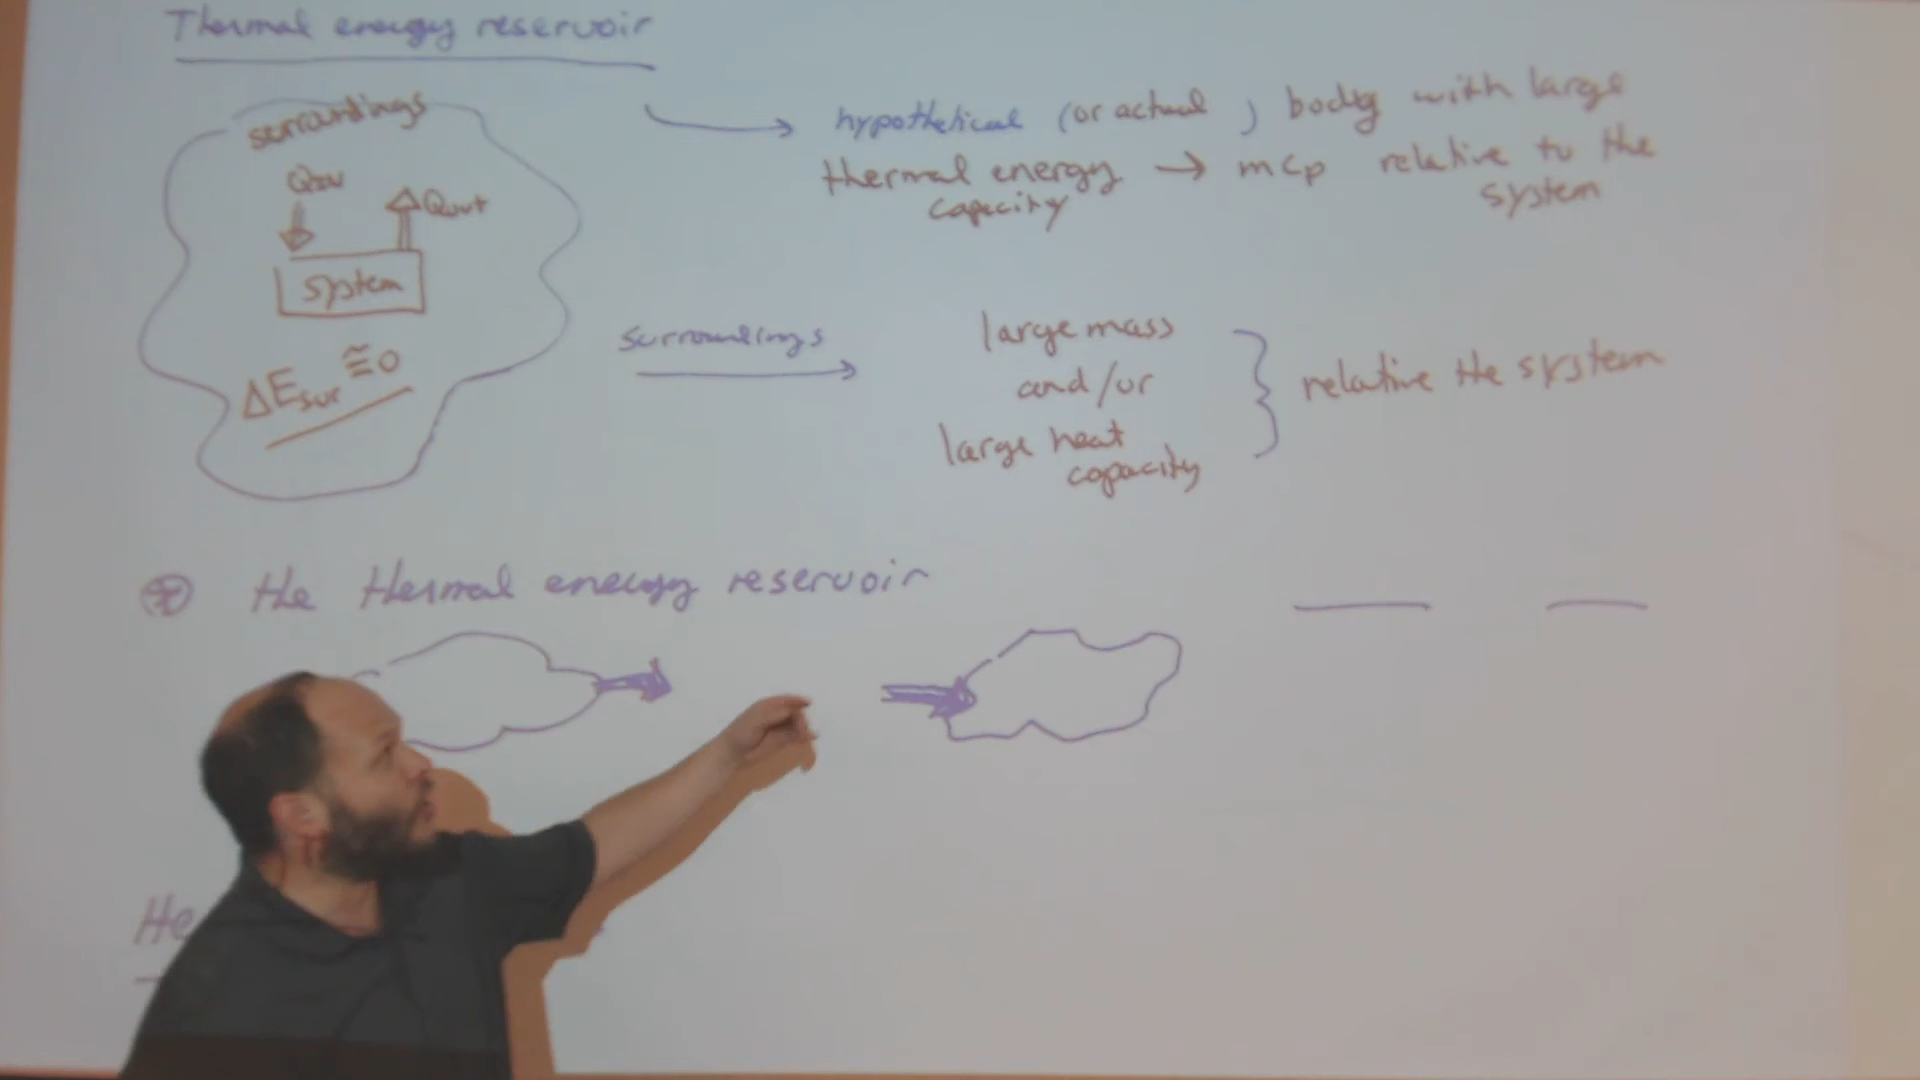 Thermal energy reservoir
surroundings
QIN
Qout
system
ΔEsur ≅ 0
hypothetical (or actual ) body with large
thermal energy → mcp relative to the
capacity system
surroundings
large mass
and/or
large heat
capacity
relative the system
the thermal energy reservoir
He